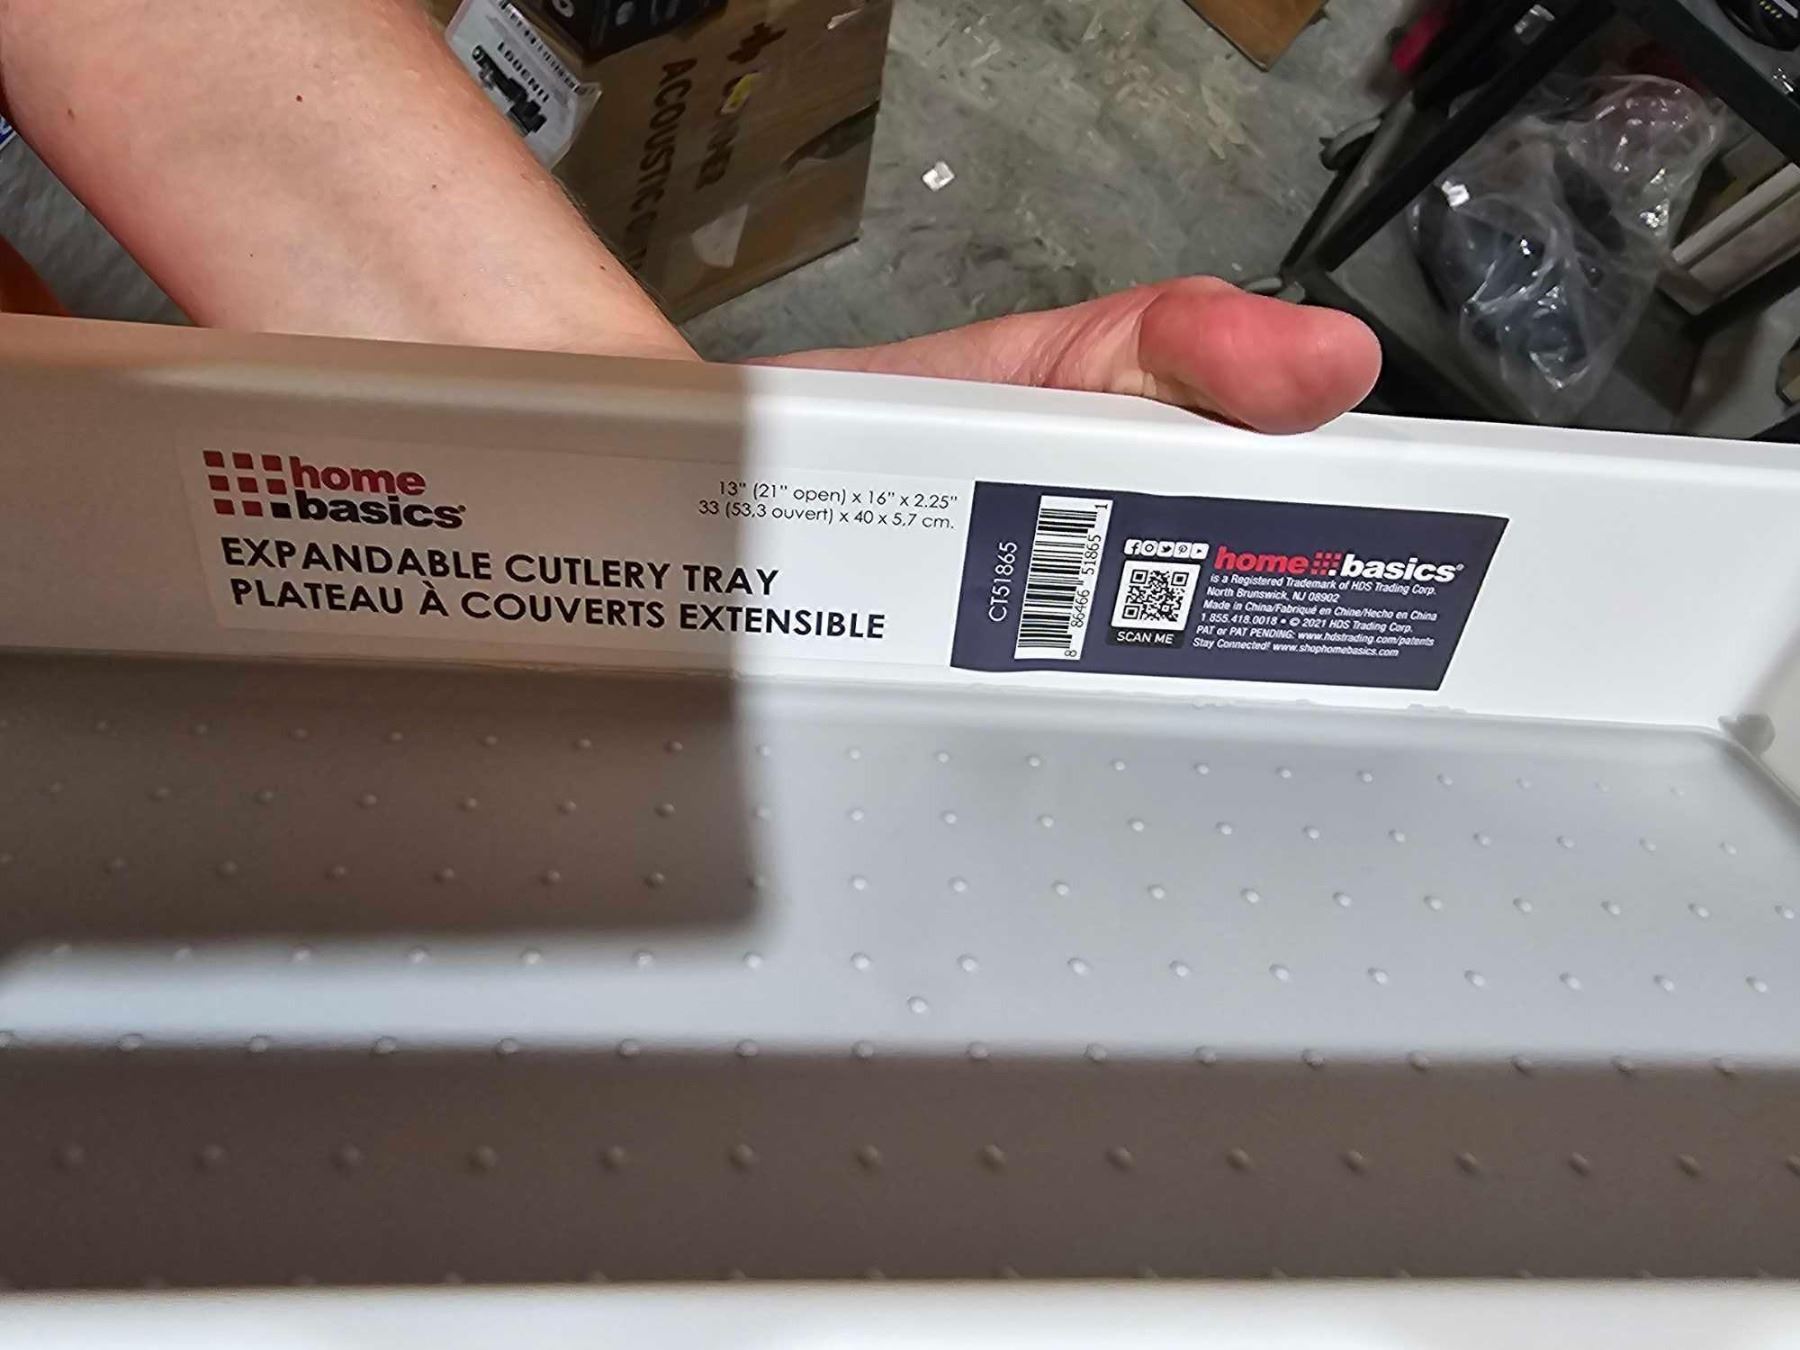 ACOUSTIC
home
basics
13" (21" open) x 16" x 2.25"
33 (53,3 ouvert) x 40 x 5,7 cm.
EXPANDABLE CUTLERY TRAY
PLATEAU À COUVERTS EXTENSIBLE
CT51865
8 86466 51865 1
SCAN ME
home basics®
is a Registered Trademark of HDS Trading Corp.
North Brunswick, NJ 08902
Made in China/Fabriqué en Chine/Hecho en China
1.855.418.0018 • © 2021 HDS Trading Corp.
PAT or PAT PENDING: www.hdstrading.com/patents
Stay Connected! www.shophomebasics.com